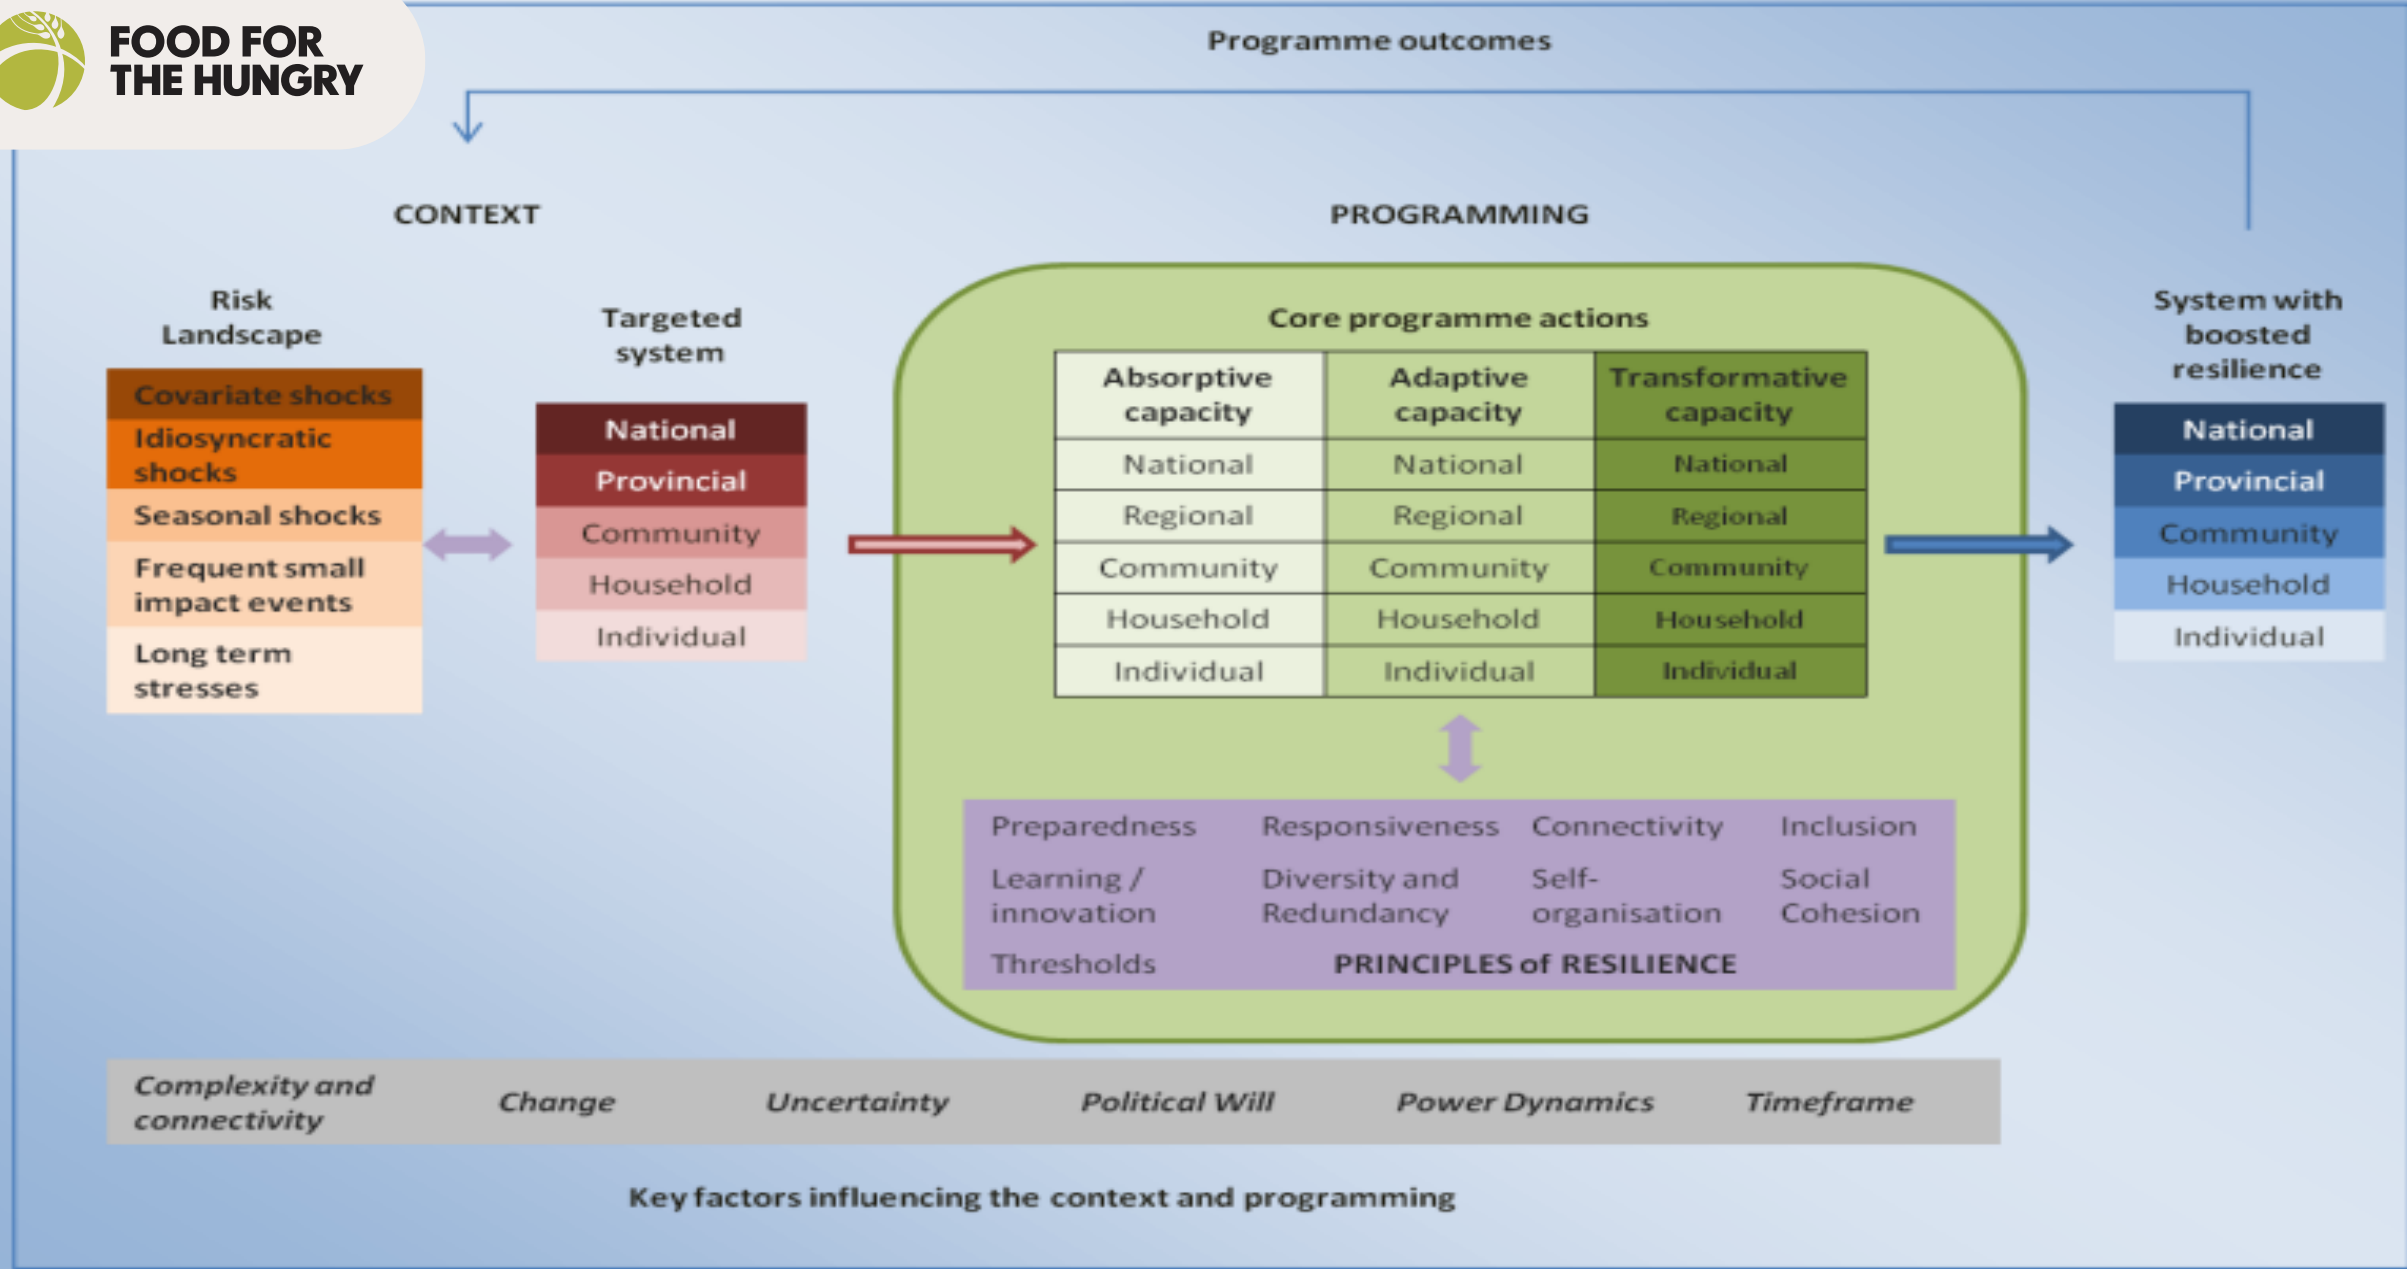 FOOD FOR
THE HUNGRY
Programme outcomes
CONTEXT
PROGRAMMING
Risk
Landscape
Covariate shocks
Idiosyncratic
shocks
Seasonal shocks
Frequent small
impact events
Long term
stresses
Targeted
system
National
Provincial
Community
Household
Individual
Core programme actions
Absorptive
capacity
Adaptive
capacity
Transformative
capacity
National National National
Regional Regional Regional
Community Community Community
Household Household Household
Individual Individual Individual
Preparedness Responsiveness Connectivity Inclusion
Learning / Diversity and Self- Social
innovation Redundancy organisation Cohesion
Thresholds PRINCIPLES of RESILIENCE
System with
boosted
resilience
National
Provincial
Community
Household
Individual
Complexity and
connectivity
Change
Uncertainty
Political Will
Power Dynamics
Timeframe
Key factors influencing the context and programming